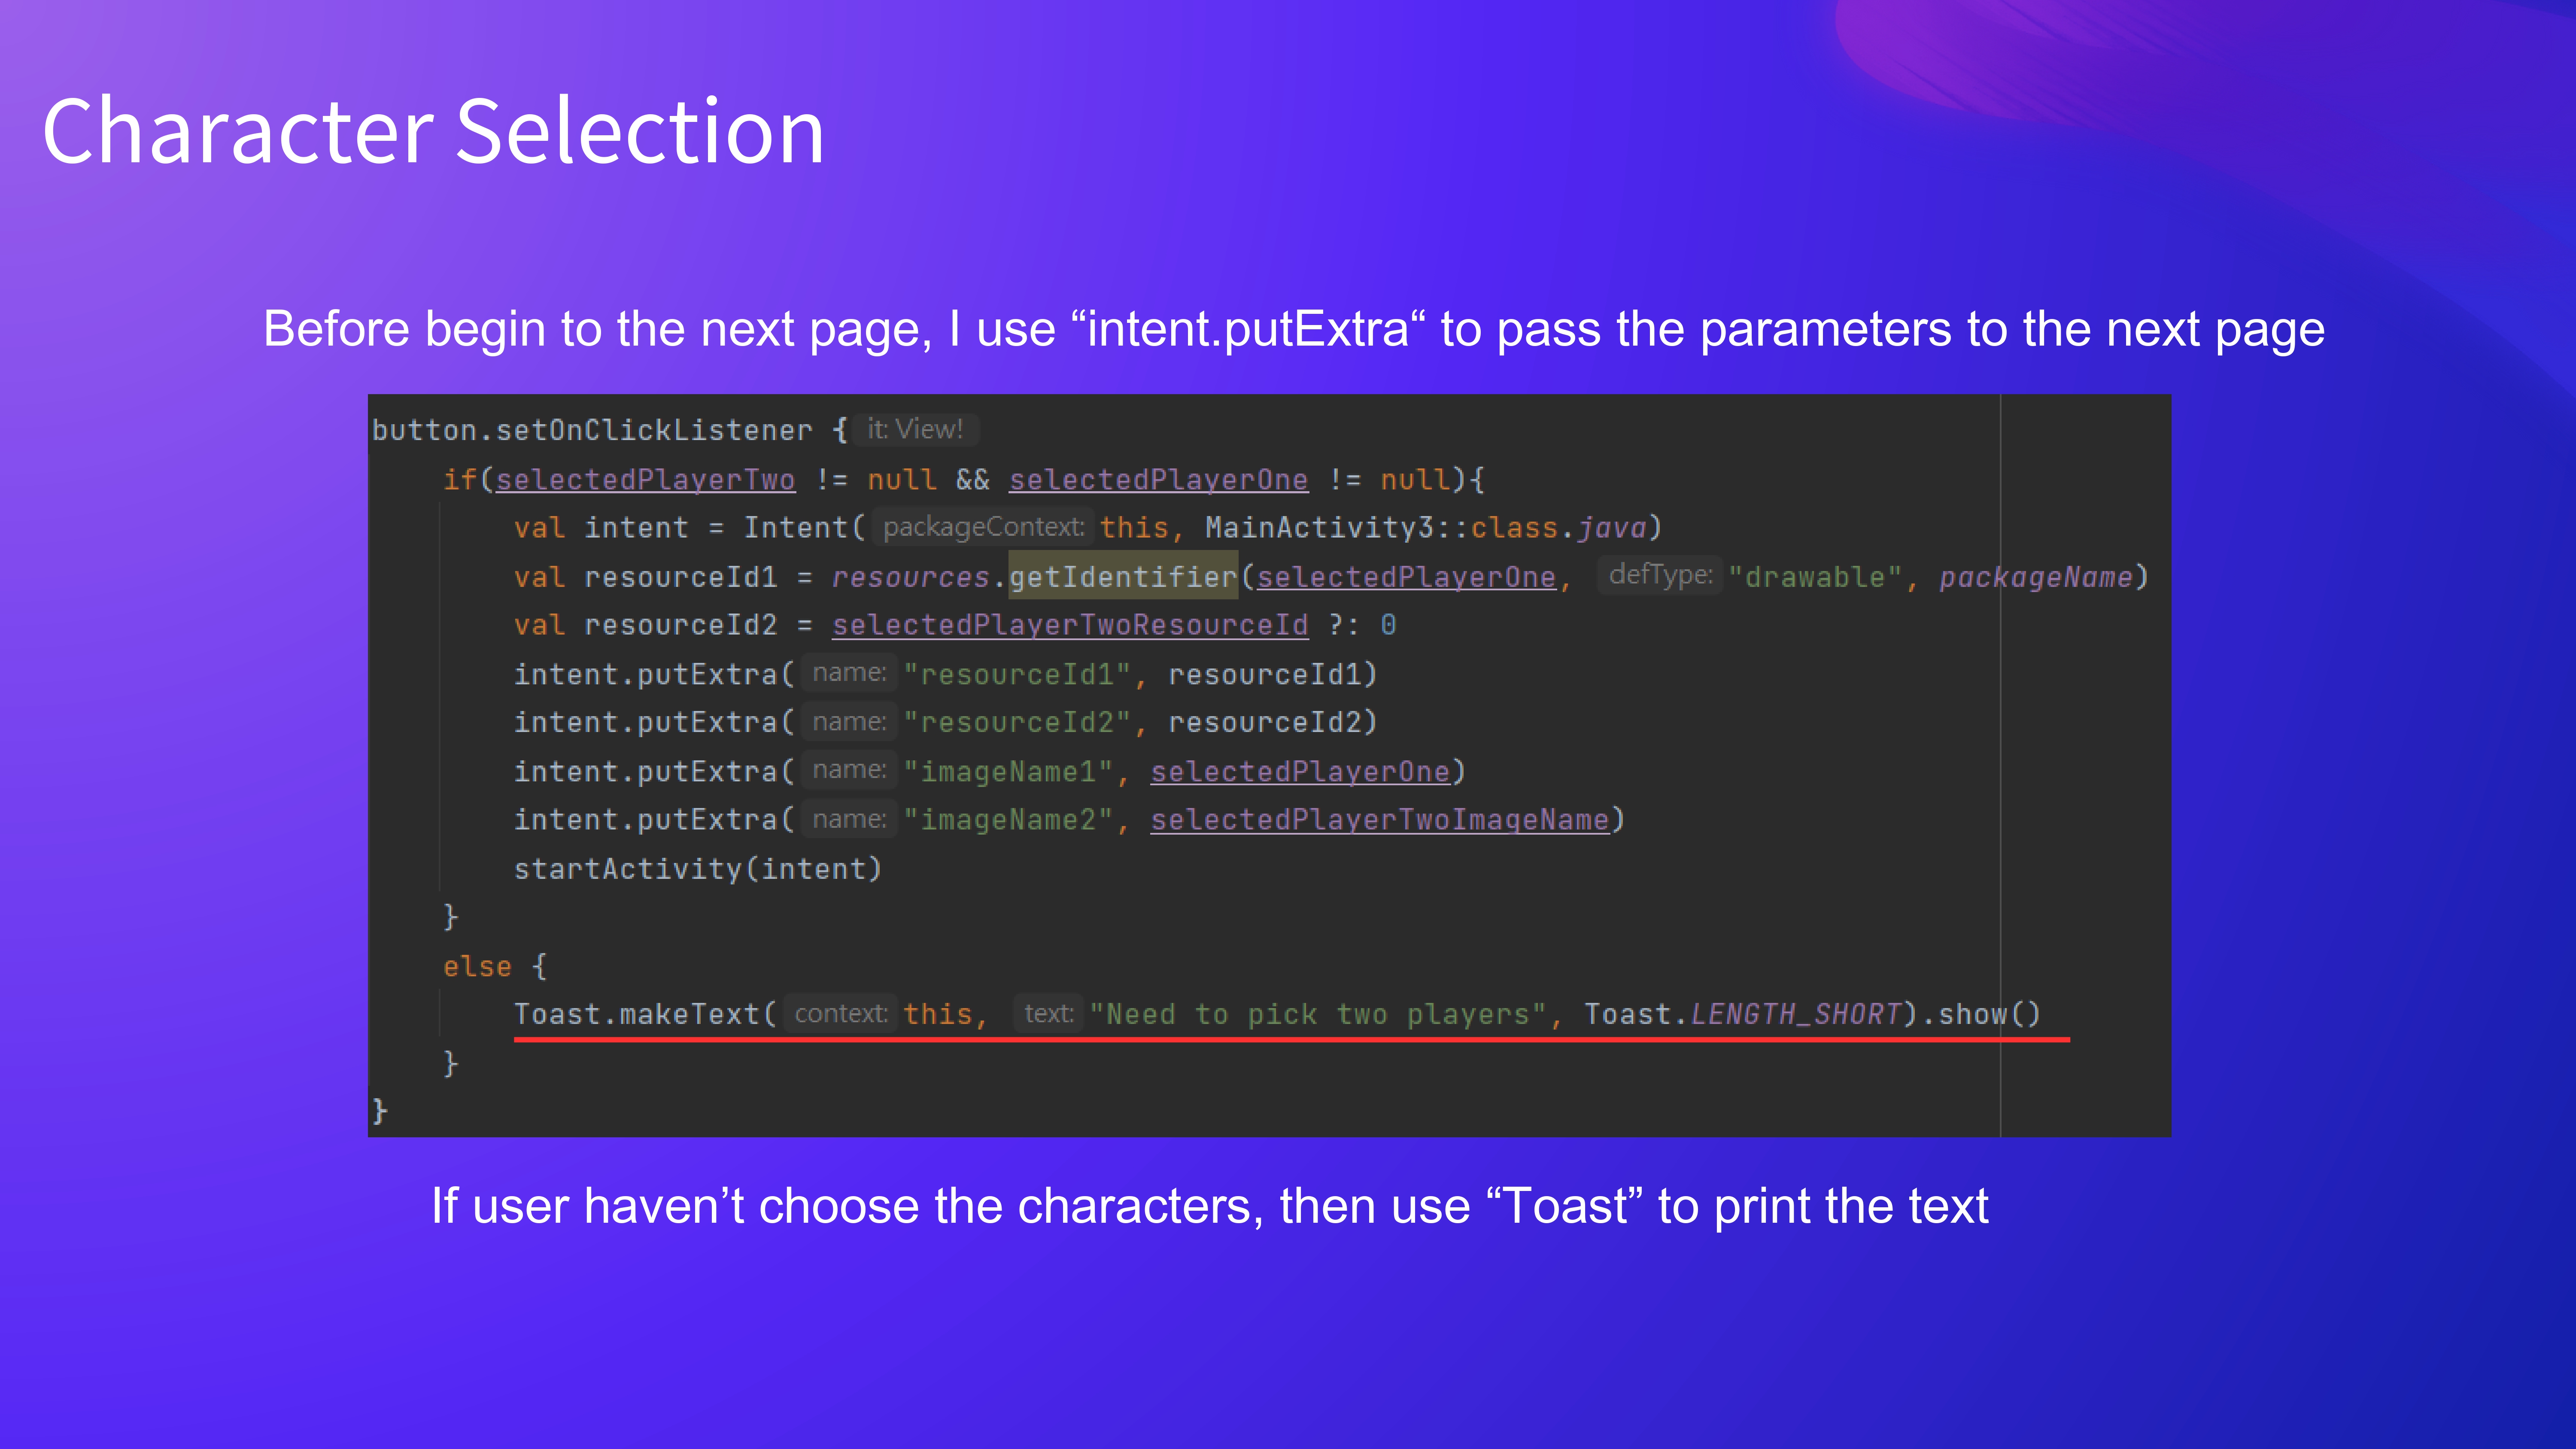 Character Selection
Before begin to the next page, I use “intent.putExtra“ to pass the parameters to the next page
button.setOnClickListener { it: View!
if(selectedPlayerTwo != null && selectedPlayerOne != null){
val intent = Intent( packageContext: this, MainActivity3::class.java)
val resourceId1 = resources.getIdentifier(selectedPlayerOne, defType: "drawable", packageName)
val resourceId2 = selectedPlayerTwoResourceId ?: 0
intent.putExtra( name: "resourceId1", resourceId1)
intent.putExtra( name: "resourceId2", resourceId2)
intent.putExtra( name: "imageName1", selectedPlayerOne)
intent.putExtra( name: "imageName2", selectedPlayerTwoImageName)
startActivity(intent)
}
else {
Toast.makeText( context: this, text: "Need to pick two players", Toast.LENGTH_SHORT).show()
}
}
If user haven’t choose the characters, then use “Toast” to print the text